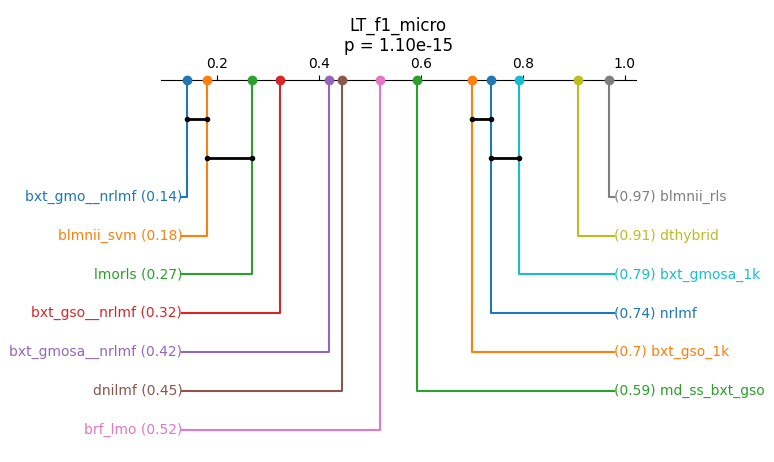 LT_f1_micro
p = 1.10e-15
0.2 0.4 0.6 0.8 1.0
bxt_gmo__nrlmf (0.14) (0.97) blmnii_rls
blmnii_svm (0.18) (0.91) dthybrid
lmorls (0.27) (0.79) bxt_gmosa_1k
bxt_gso__nrlmf (0.32) (0.74) nrlmf
bxt_gmosa__nrlmf (0.42) (0.7) bxt_gso_1k
dnilmf (0.45) (0.59) md_ss_bxt_gso
brf_lmo (0.52)